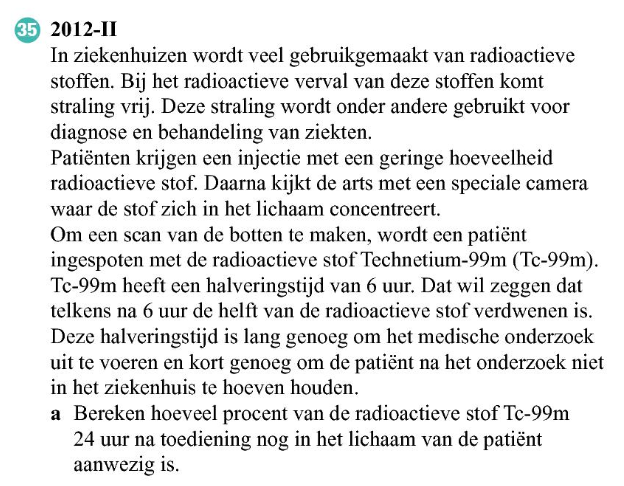 35 2012-II
In ziekenhuizen wordt veel gebruikgemaakt van radioactieve
stoffen. Bij het radioactieve verval van deze stoffen komt
straling vrij. Deze straling wordt onder andere gebruikt voor
diagnose en behandeling van ziekten.
Patiënten krijgen een injectie met een geringe hoeveelheid
radioactieve stof. Daarna kijkt de arts met een speciale camera
waar de stof zich in het lichaam concentreert.
Om een scan van de botten te maken, wordt een patiënt
ingespoten met de radioactieve stof Technetium-99m (Tc-99m).
Tc-99m heeft een halveringstijd van 6 uur. Dat wil zeggen dat
telkens na 6 uur de helft van de radioactieve stof verdwenen is.
Deze halveringstijd is lang genoeg om het medische onderzoek
uit te voeren en kort genoeg om de patiënt na het onderzoek niet
in het ziekenhuis te hoeven houden.
a Bereken hoeveel procent van de radioactieve stof Tc-99m
24 uur na toediening nog in het lichaam van de patiënt
aanwezig is.